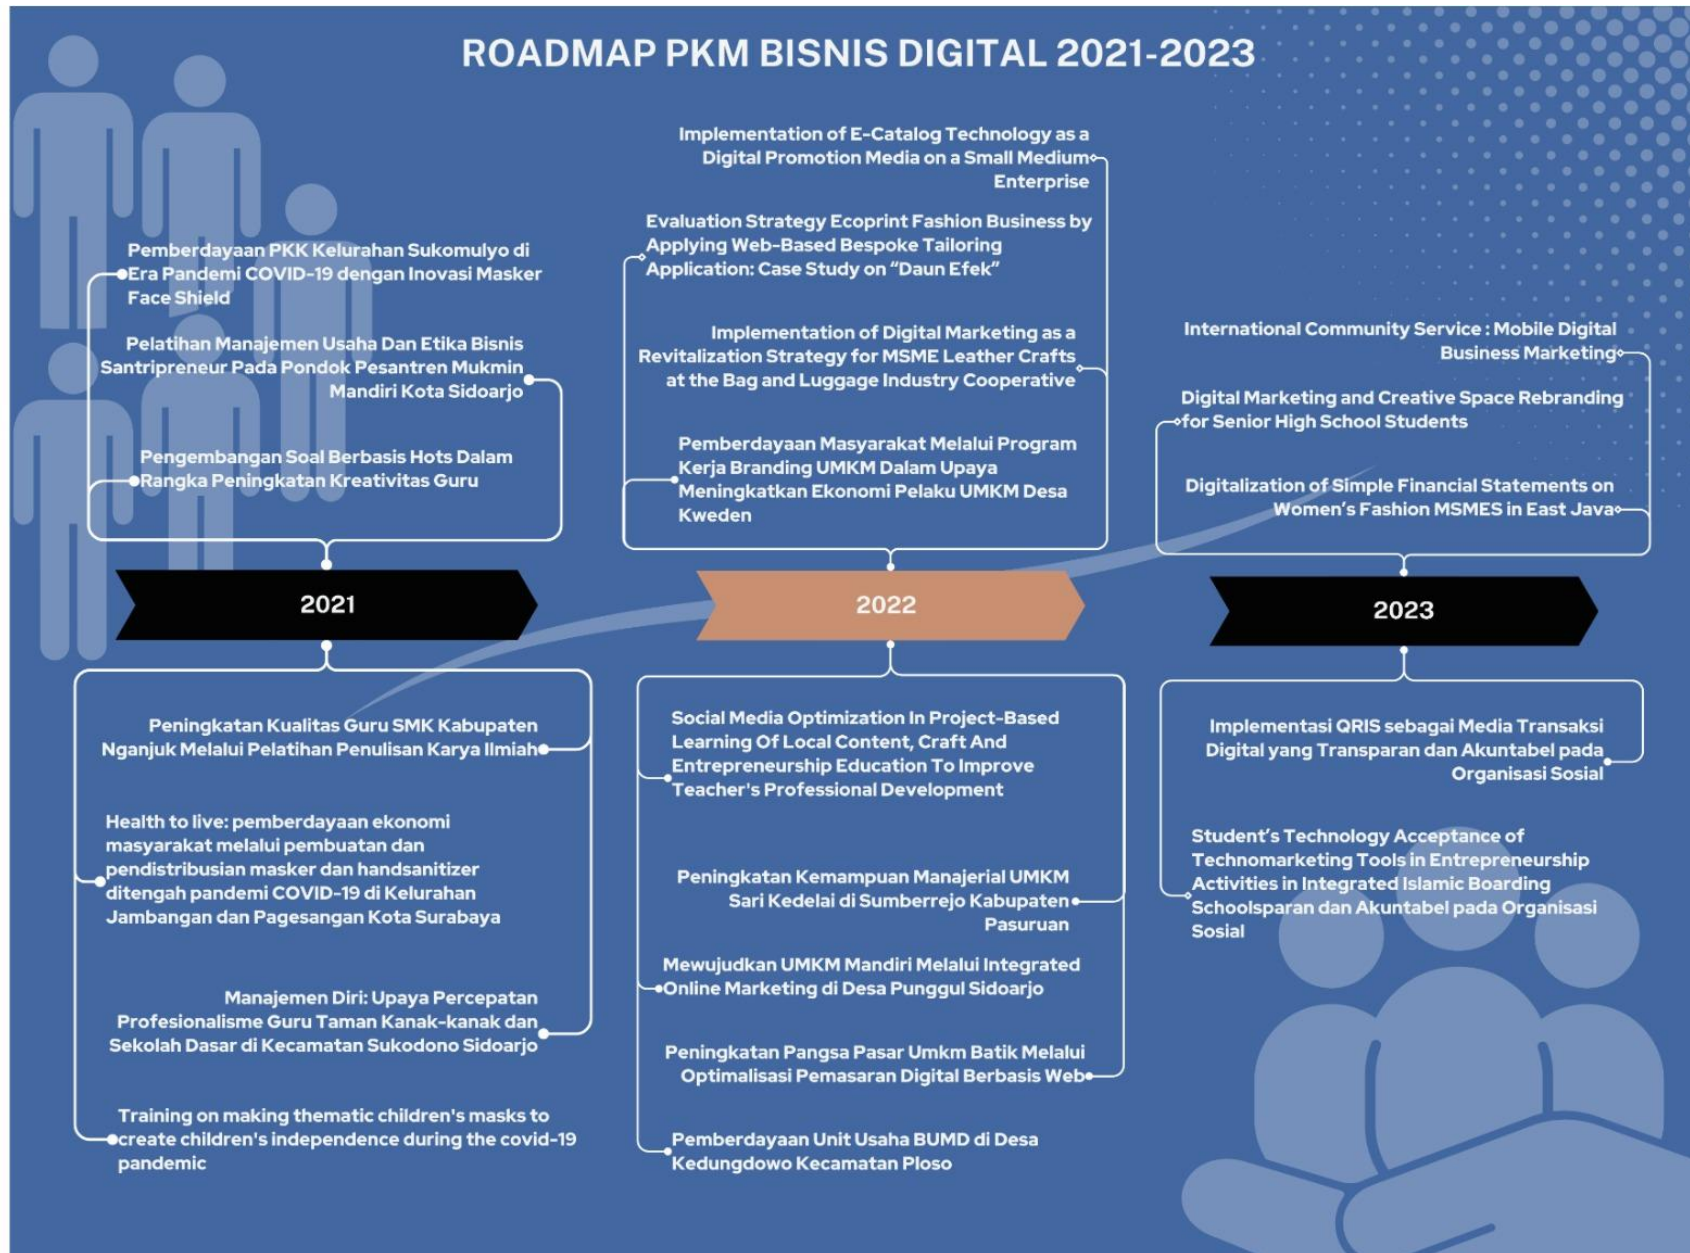 ROADMAP PKM BISNIS DIGITAL 2021-2023
Pemberdayaan PKK Kelurahan Sukomulyo di
Era Pandemi COVID-19 dengan Inovasi Masker
Face Shield
Pelatihan Manajemen Usaha Dan Etika Bisnis
Santripreneur Pada Pondok Pesantren Mukmin
Mandiri Kota Sidoarjo
Pengembangan Soal Berbasis Hots Dalam
Rangka Peningkatan Kreativitas Guru
2021
Peningkatan Kualitas Guru SMK Kabupaten
Nganjuk Melalui Pelatihan Penulisan Karya Ilmiah
Health to live: pemberdayaan ekonomi
masyarakat melalui pembuatan dan
pendistribusian masker dan handsanitizer
ditengah pandemi COVID-19 di Kelurahan
Jambangan dan Pagesangan Kota Surabaya
Manajemen Diri: Upaya Percepatan
Profesionalisme Guru Taman Kanak-kanak dan
Sekolah Dasar di Kecamatan Sukodono Sidoarjo
Training on making thematic children's masks to
create children's independence during the covid-19
pandemic
Implementation of E-Catalog Technology as a
Digital Promotion Media on a Small Medium
Enterprise
Evaluation Strategy Ecoprint Fashion Business by
Applying Web-Based Bespoke Tailoring
Application: Case Study on “Daun Efek”
Implementation of Digital Marketing as a
Revitalization Strategy for MSME Leather Crafts
at the Bag and Luggage Industry Cooperative
Pemberdayaan Masyarakat Melalui Program
Kerja Branding UMKM Dalam Upaya
Meningkatkan Ekonomi Pelaku UMKM Desa
Kweden
2022
Social Media Optimization In Project-Based
Learning Of Local Content, Craft And
Entrepreneurship Education To Improve
Teacher's Professional Development
Peningkatan Kemampuan Manajerial UMKM
Sari Kedelai di Sumberrejo Kabupaten
Pasuruan
Mewujudkan UMKM Mandiri Melalui Integrated
Online Marketing di Desa Punggul Sidoarjo
Peningkatan Pangsa Pasar Umkm Batik Melalui
Optimalisasi Pemasaran Digital Berbasis Web
Pemberdayaan Unit Usaha BUMD di Desa
Kedungdowo Kecamatan Ploso
International Community Service : Mobile Digital
Business Marketing
Digital Marketing and Creative Space Rebranding
for Senior High School Students
Digitalization of Simple Financial Statements on
Women’s Fashion MSMES in East Java
2023
Implementasi QRIS sebagai Media Transaksi
Digital yang Transparan dan Akuntabel pada
Organisasi Sosial
Student’s Technology Acceptance of
Technomarketing Tools in Entrepreneurship
Activities in Integrated Islamic Boarding
Schoolsparan dan Akuntabel pada Organisasi
Sosial